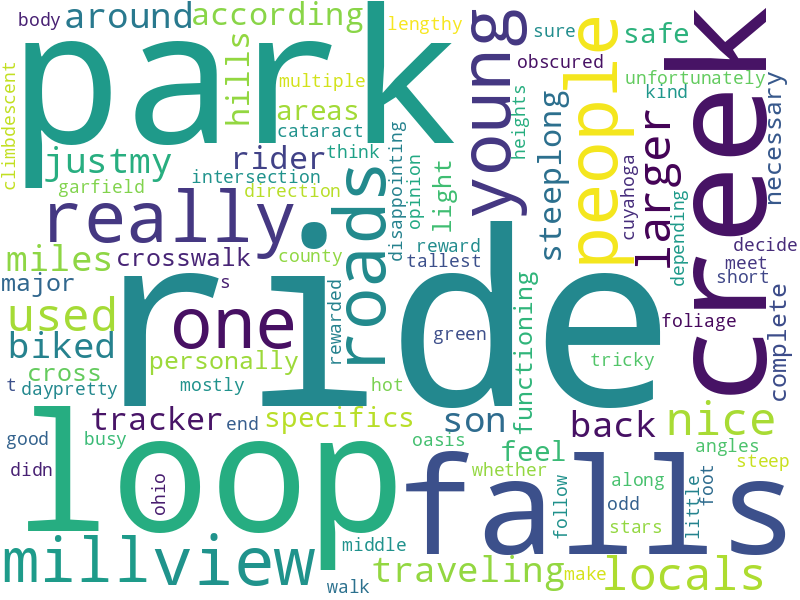 body
around
according
lengthy
young
people
sure
safe
creek
obscured
park
hills
multiple
areas
cataract
unfortunately
kind
climbdescent
justmy
rider
think
garfield
intersection
direction
disappointing
opinion
light
steeplong
heights
cuyahoga
larger
necessary
really
roads
miles
crosswalk
county
reward
tallest
depending
decide
meet
short
major
s
ride
used
one
rewarded
green
functioning
foliage
complete
biked
personally
tricky
cross
t
daypretty
mostly
hot
loop
tracker
end
specifics
son
back
nice
good
busy
oasis
feel
angles
didn
ohio
falls
whether
follow
along
little
foot
steep
odd
stars
mill
view
middle
walk
traveling
make
locals